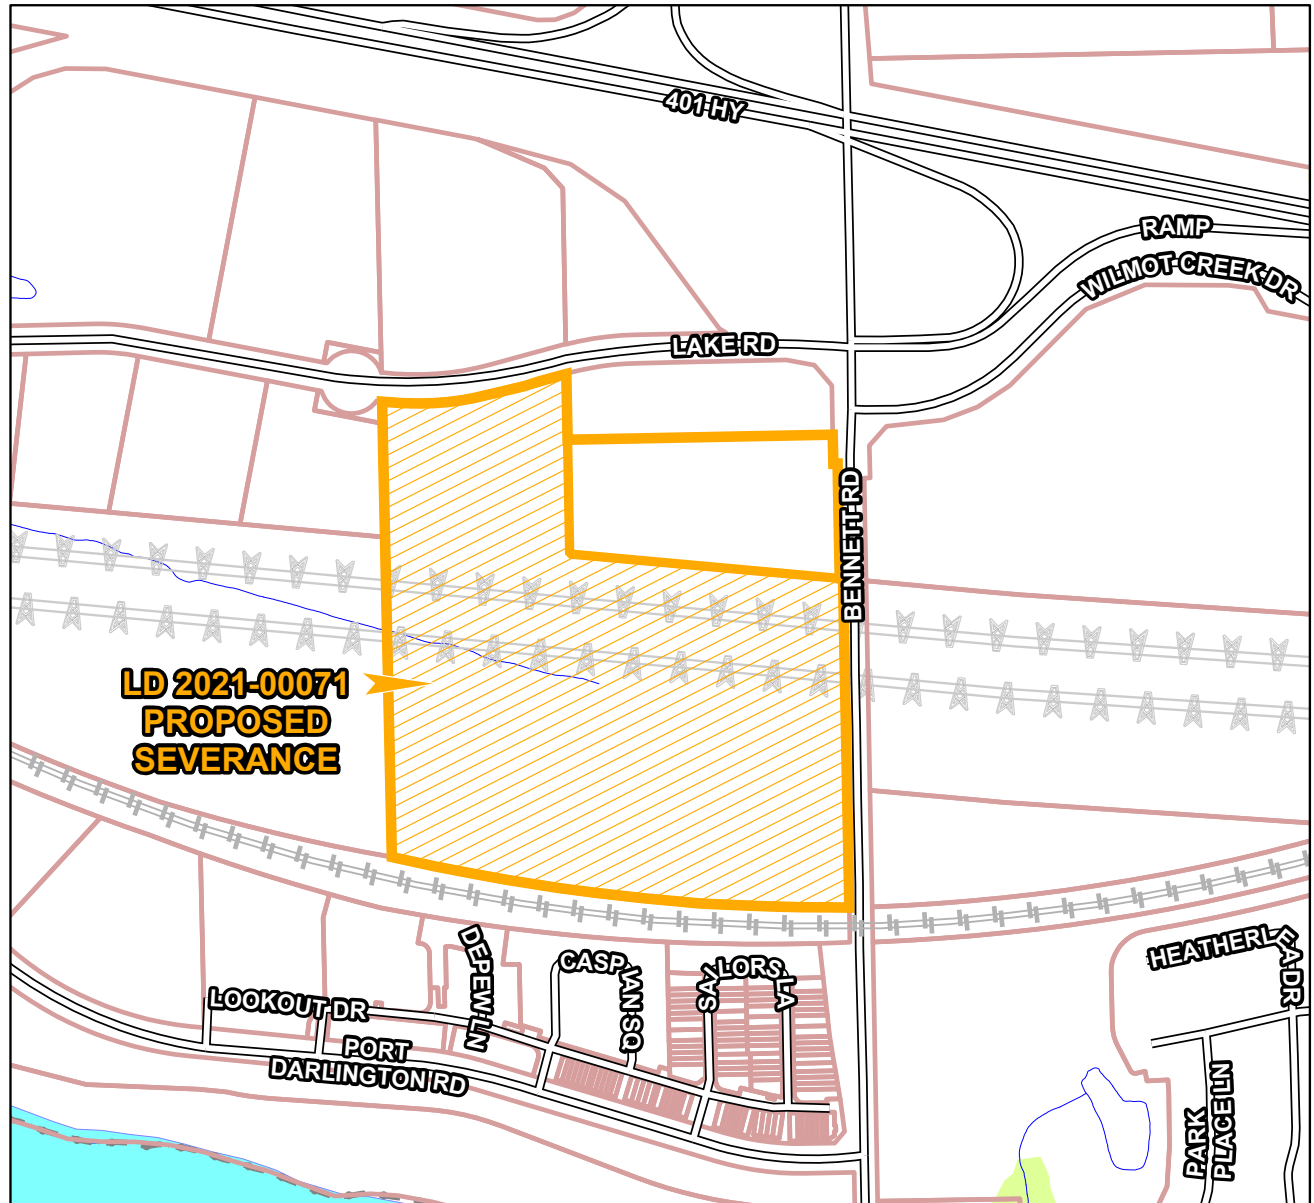 401 HY
RAMP
WILMOT CREEK DR
LAKE RD
BENNETT RD
LD 2021-00071
PROPOSED
SEVERANCE
HEATHERLEA DR
DEPEW LN
CASPIAN SQ
SAILORS LA
LOOKOUT DR
PORT
DARLINGTON RD
PARK
PLACE LN